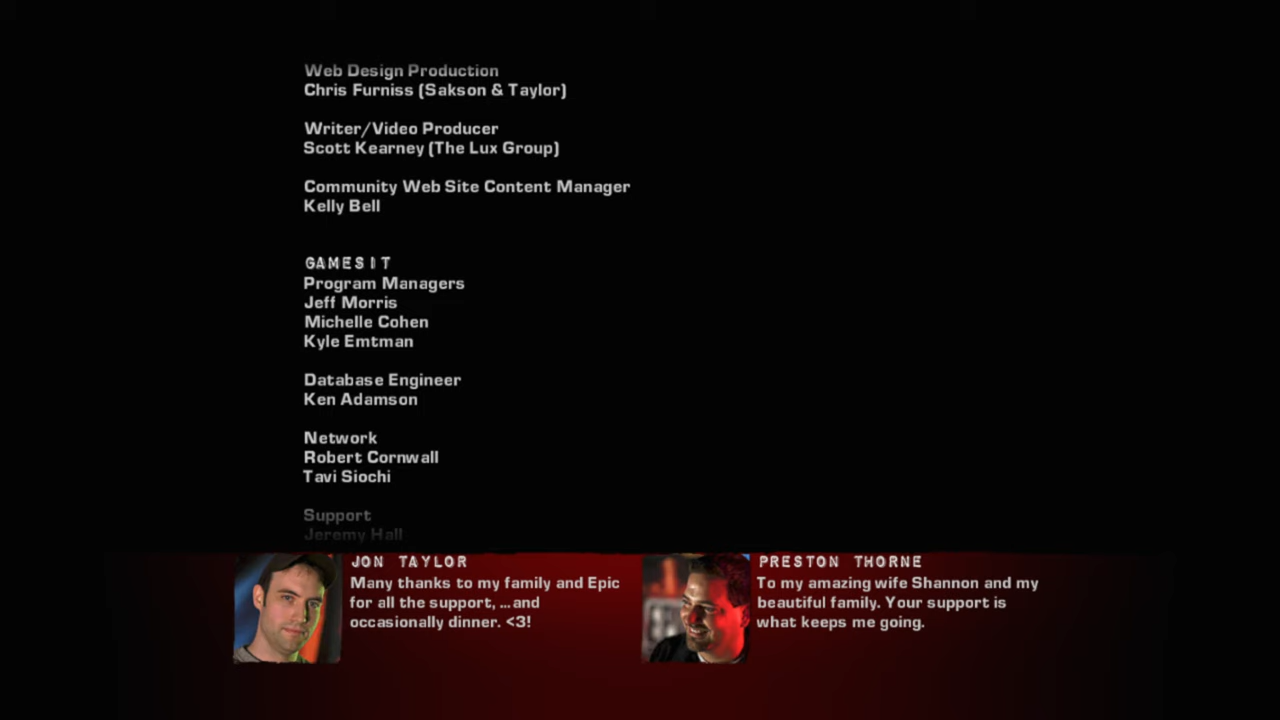 Web Design Production
Chris Furniss (Sakson & Taylor)
Writer/Video Producer
Scott Kearney (The Lux Group)
Community Web Site Content Manager
Kelly Bell
GAMES IT
Program Managers
Jeff Morris
Michelle Cohen
Kyle Emtman
Database Engineer
Ken Adamson
Network
Robert Cornwall
Tavi Siochi
Support
Jeremy Hall
JON TAYLOR
Many thanks to my family and Epic
for all the support, ...and
occasionally dinner. <3!
PRESTON THORNE
To my amazing wife Shannon and my
beautiful family. Your support is
what keeps me going.